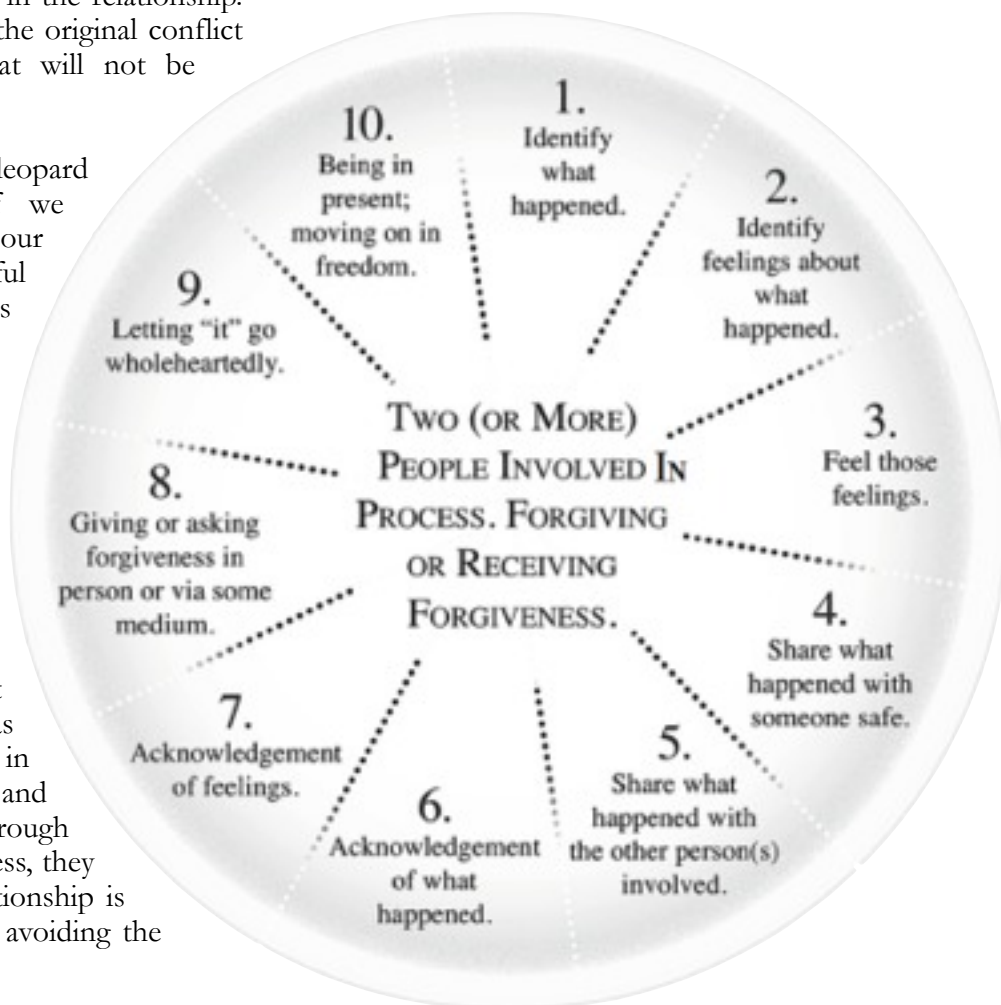 in the relationship.
the original conflict
at will not be
leopard
we
our
ful
s
t
as
in
and
rough
ess, they
tionship is
avoiding the
1.
Identify
what
happened.
2.
Identify
feelings about
what
happened.
3.
Feel those
feelings.
4.
Share what
happened with
someone safe.
5.
Share what
happened with
the other person(s)
involved.
6.
Acknowledgement
of what
happened.
7.
Acknowledgement
of feelings.
8.
Giving or asking
forgiveness in
person or via some
medium.
9.
Letting “it” go
wholeheartedly.
10.
Being in
present;
moving on in
freedom.
TWO (OR MORE)
PEOPLE INVOLVED IN
PROCESS. FORGIVING
OR RECEIVING
FORGIVENESS.